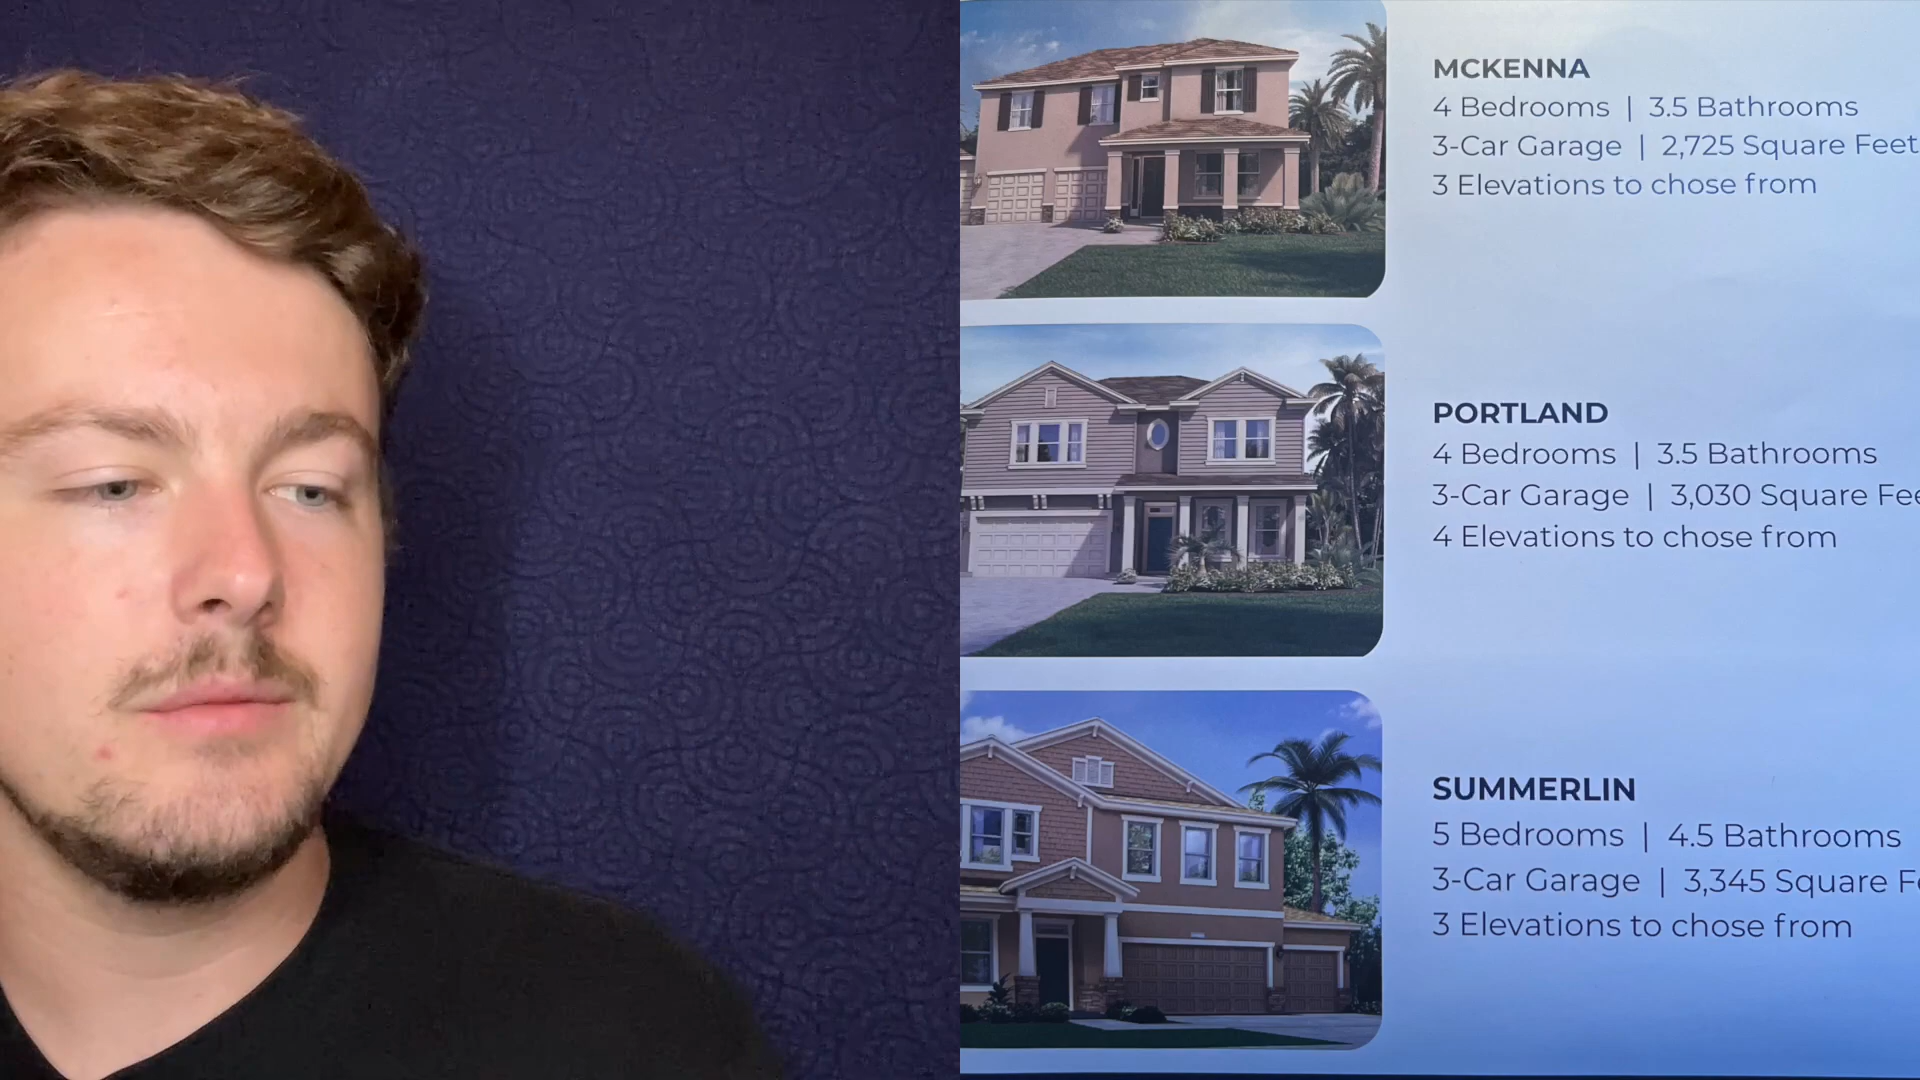 MCKENNA
4 Bedrooms | 3.5 Bathrooms
3-Car Garage | 2,725 Square Feet
3 Elevations to chose from
PORTLAND
4 Bedrooms | 3.5 Bathrooms
3-Car Garage | 3,030 Square Fee
4 Elevations to chose from
SUMMERLIN
5 Bedrooms | 4.5 Bathrooms
3-Car Garage | 3,345 Square F
3 Elevations to chose from